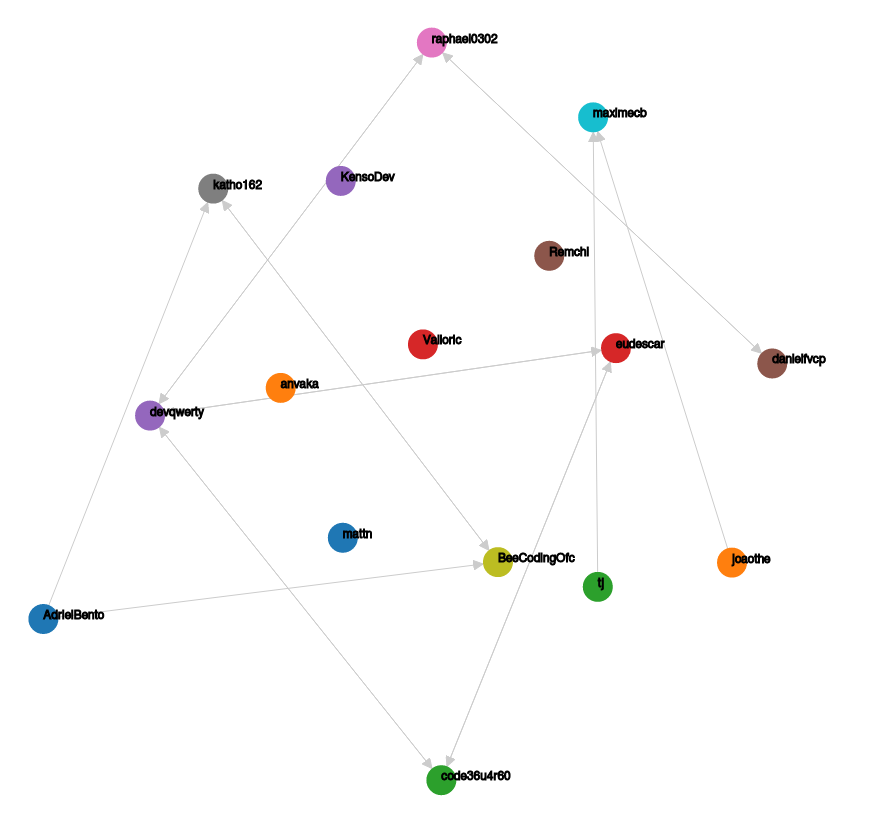 raphael0302
maximecb
KensoDev
katho162
Remchi
Valloric
eudescar
danielfvcp
anvaka
devqwerty
mattn
BeeCodingOfc
joaothe
tj
AdrielBento
code36u4r60